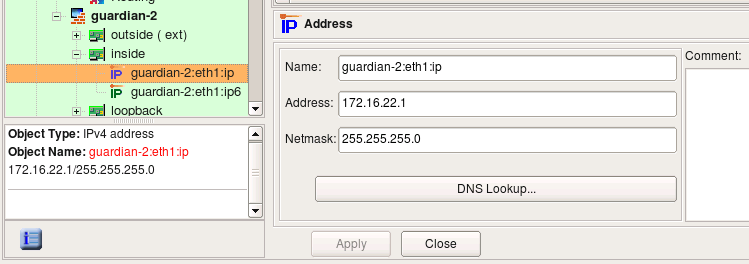 Routing
guardian-2
outside ( ext)
inside
guardian-2:eth1:ip
guardian-2:eth1:ip6
loopback
Object Type: IPv4 address
Object Name: guardian-2:eth1:ip
172.16.22.1/255.255.255.0
IP Address
Name: guardian-2:eth1:ip
Address: 172.16.22.1
Netmask: 255.255.255.0
DNS Lookup...
Comment:
Apply Close